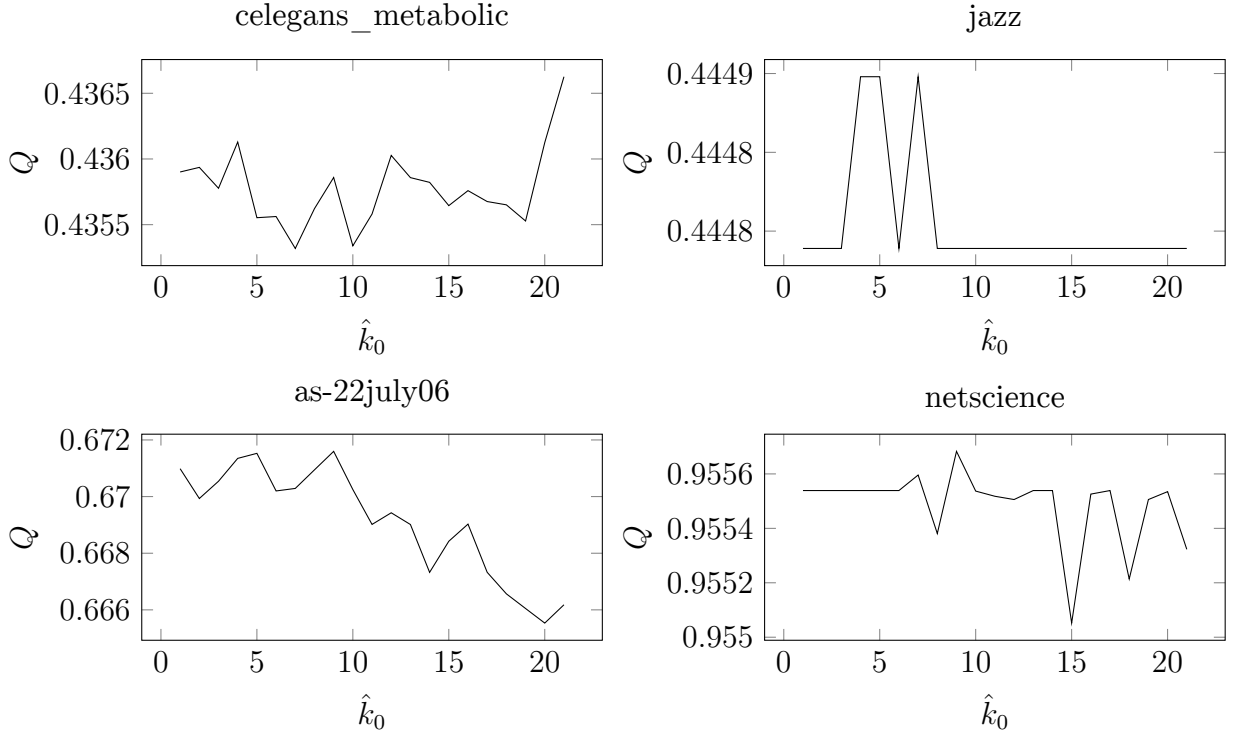 celegans_metabolic
0.4365
0.436
0.4355
Q
0 5 10 15 20
k̂0
jazz
0.4449
0.4448
0.4448
Q
0 5 10 15 20
k̂0
as-22july06
0.672
0.67
0.668
0.666
Q
0 5 10 15 20
k̂0
netscience
0.9556
0.9554
0.9552
0.955
Q
0 5 10 15 20
k̂0